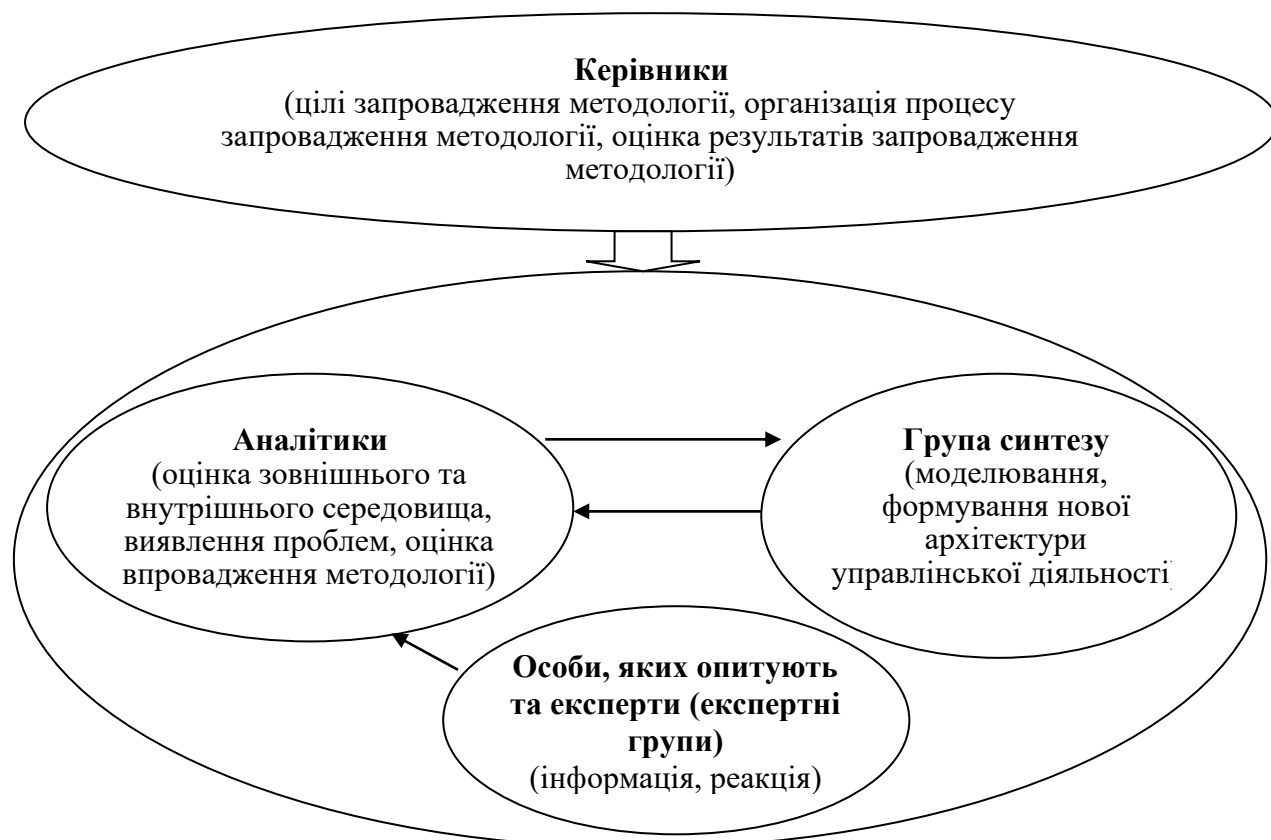 Керівники
(цілі запровадження методології, організація процесу
запровадження методології, оцінка результатів запровадження
методології)
Аналітики
(оцінка зовнішнього та
внутрішнього середовища,
виявлення проблем, оцінка
впровадження методології)
Група синтезу
(моделювання,
формування нової
архітектури
управлінської діяльності)
Особи, яких опитують
та експерти (експертні
групи)
(інформація, реакція)